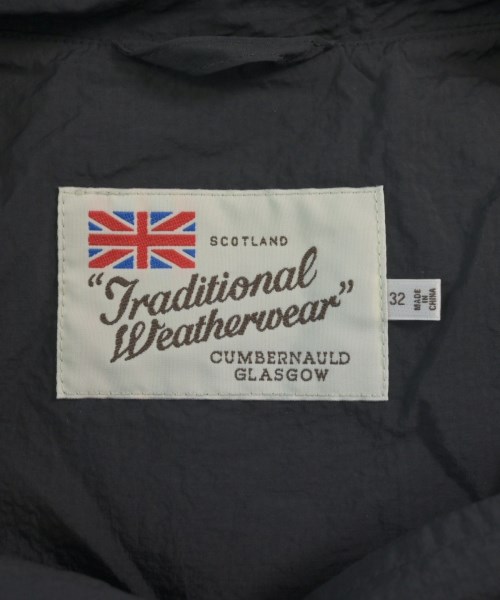 SCOTLAND
"Traditional
Weatherwear"
CUMBERNAULD
GLASGOW
32
MADE
IN
CHINA